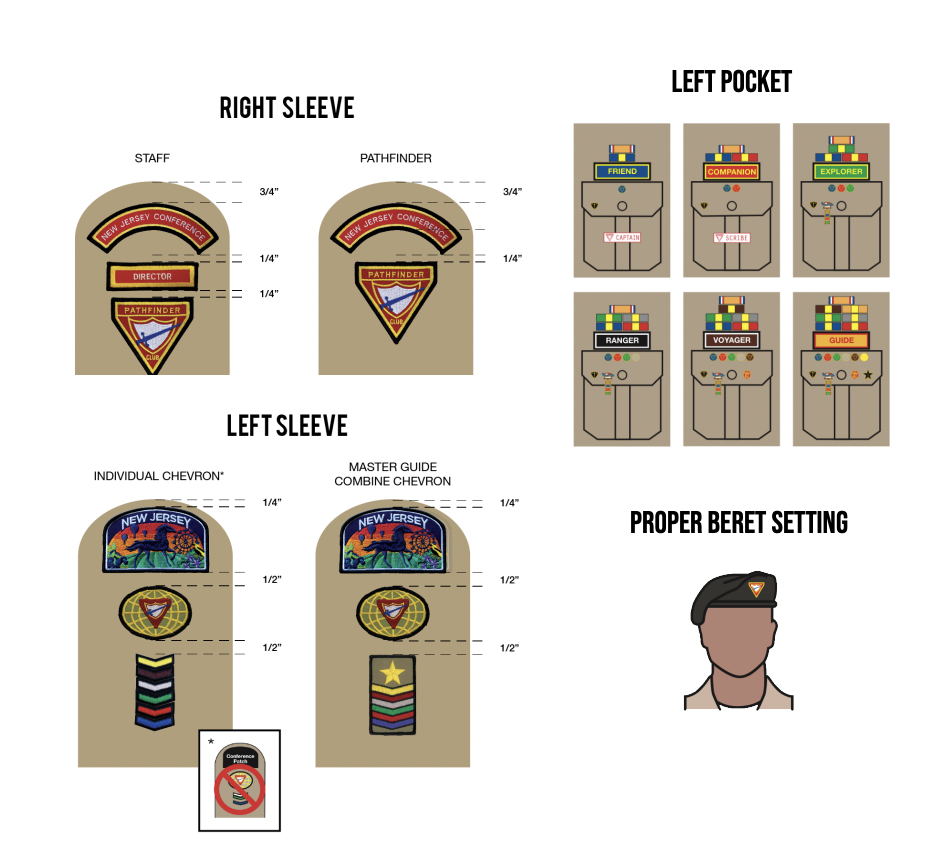 RIGHT SLEEVE
STAFF
PATHFINDER
3/4”
3/4”
NEW JERSEY CONFERENCE
NEW JERSEY CONFERENCE
1/4”
1/4”
DIRECTOR
PATHFINDER
1/4”
PATHFINDER
CLUB
CLUB
LEFT SLEEVE
INDIVIDUAL CHEVRON*
MASTER GUIDE
COMBINE CHEVRON
1/4”
1/4”
NEW JERSEY
NEW JERSEY
1/2”
1/2”
1/2”
1/2”
*
Conference
Patch
LEFT POCKET
FRIEND
COMPANION
EXPLORER
CAPTAIN
SCRIBE
RANGER
VOYAGER
GUIDE
PROPER BERET SETTING